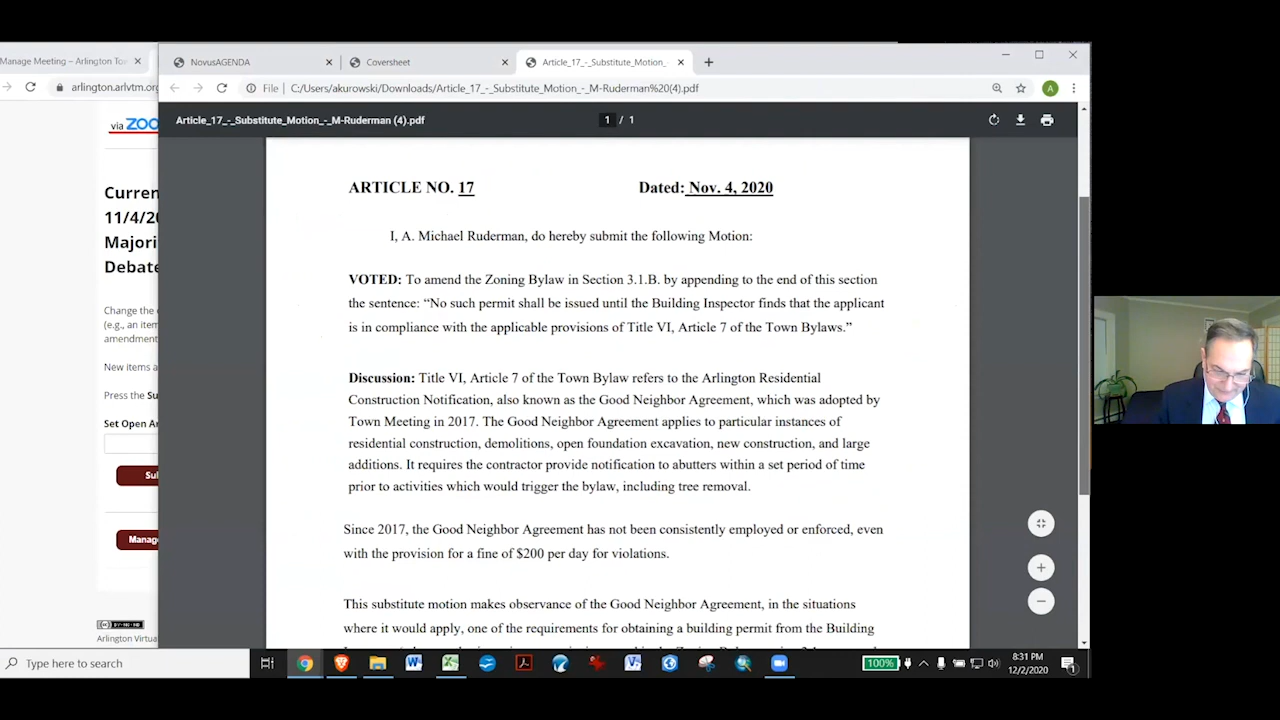 Manage Meeting – Arlington To
NovusAGENDA
Coversheet
Article_17_-_Substitute_Motion_-
arlington.arlvtm.org
File | C:/Users/akurowski/Downloads/Article_17_-_Substitute_Motion_-_M-Ruderman%20(4).pdf
A
Article_17_-_Substitute_Motion_-_M-Ruderman (4).pdf
1 / 1
via ZOO
Curren
11/4/20
Majori
Debate
Change the
(e.g., an item
amendment
New items a
Press the Su
Set Open Ar
Su
Manag
Arlington Virtua
ARTICLE NO. 17 Dated: Nov. 4, 2020
I, A. Michael Ruderman, do hereby submit the following Motion:
VOTED: To amend the Zoning Bylaw in Section 3.1.B. by appending to the end of this section
the sentence: “No such permit shall be issued until the Building Inspector finds that the applicant
is in compliance with the applicable provisions of Title VI, Article 7 of the Town Bylaws.”
Discussion: Title VI, Article 7 of the Town Bylaw refers to the Arlington Residential
Construction Notification, also known as the Good Neighbor Agreement, which was adopted by
Town Meeting in 2017. The Good Neighbor Agreement applies to particular instances of
residential construction, demolitions, open foundation excavation, new construction, and large
additions. It requires the contractor provide notification to abutters within a set period of time
prior to activities which would trigger the bylaw, including tree removal.
Since 2017, the Good Neighbor Agreement has not been consistently employed or enforced, even
with the provision for a fine of $200 per day for violations.
This substitute motion makes observance of the Good Neighbor Agreement, in the situations
where it would apply, one of the requirements for obtaining a building permit from the Building
Type here to search
100%
8:31 PM
12/2/2020
1